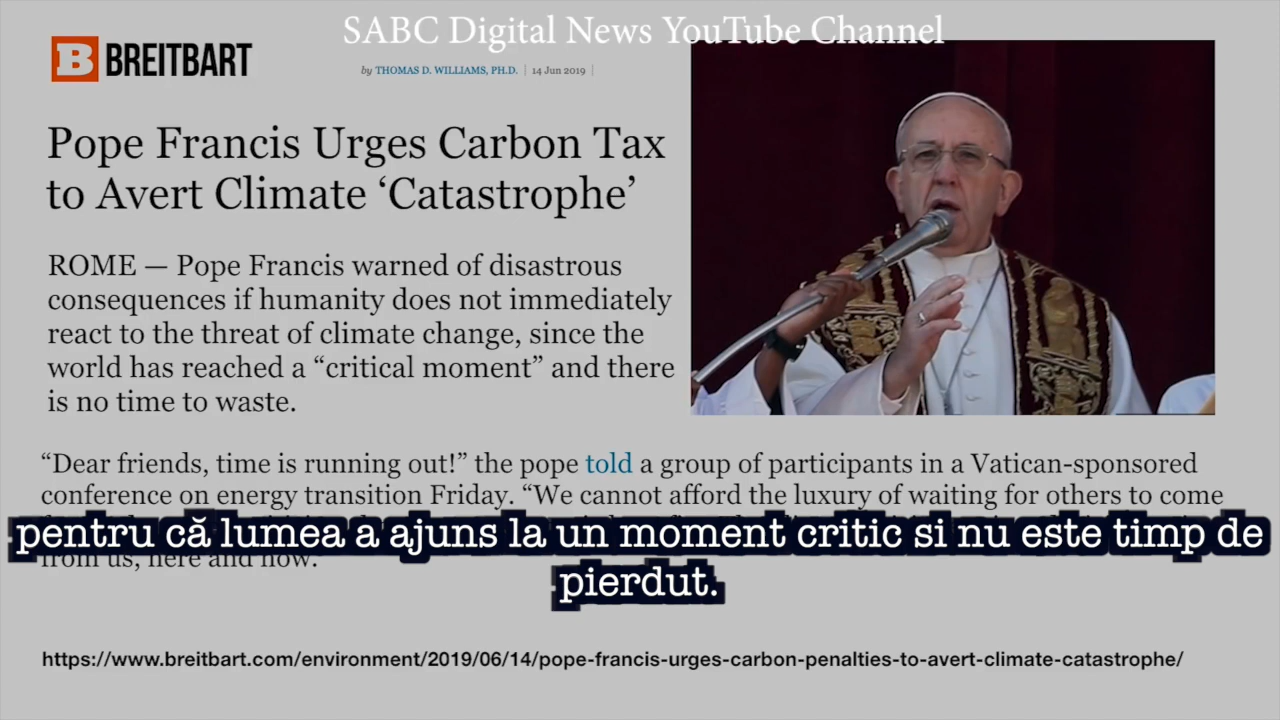 SABC Digital News YouTube Channel
B BREITBART
by THOMAS D. WILLIAMS, PH.D. | 14 Jun 2019 |
Pope Francis Urges Carbon Tax
to Avert Climate ‘Catastrophe’
ROME — Pope Francis warned of disastrous
consequences if humanity does not immediately
react to the threat of climate change, since the
world has reached a “critical moment” and there
is no time to waste.
“Dear friends, time is running out!” the pope told a group of participants in a Vatican-sponsored
conference on energy transition Friday. “We cannot afford the luxury of waiting for others to come
from us, here and now.
pentru că lumea a ajuns la un moment critic si nu este timp de
pierdut.
https://www.breitbart.com/environment/2019/06/14/pope-francis-urges-carbon-penalties-to-avert-climate-catastrophe/